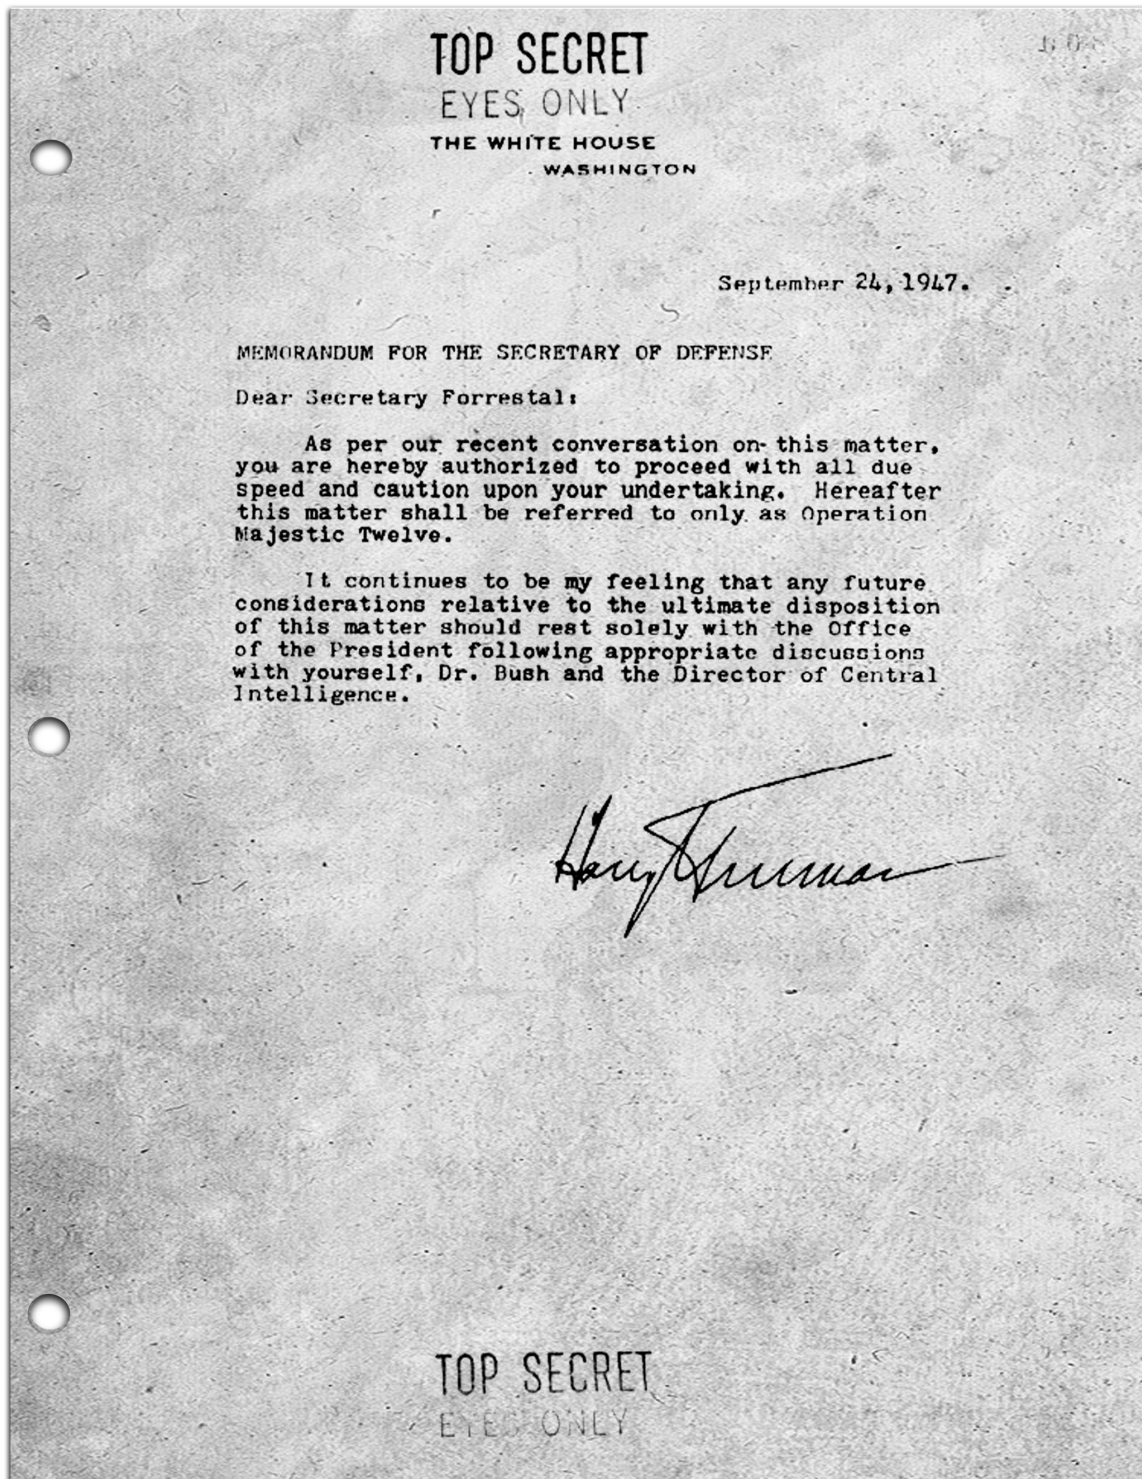 TOP SECRET
EYES ONLY
THE WHITE HOUSE
WASHINGTON
September 24, 1947.
MEMORANDUM FOR THE SECRETARY OF DEFENSE
Dear Secretary Forrestal:
As per our recent conversation on this matter,
you are hereby authorized to proceed with all due
speed and caution upon your undertaking. Hereafter
this matter shall be referred to only as Operation
Majestic Twelve.
It continues to be my feeling that any future
considerations relative to the ultimate disposition
of this matter should rest solely with the Office
of the President following appropriate discussions
with yourself, Dr. Bush and the Director of Central
Intelligence.
Harry Truman
TOP SECRET
EYES ONLY